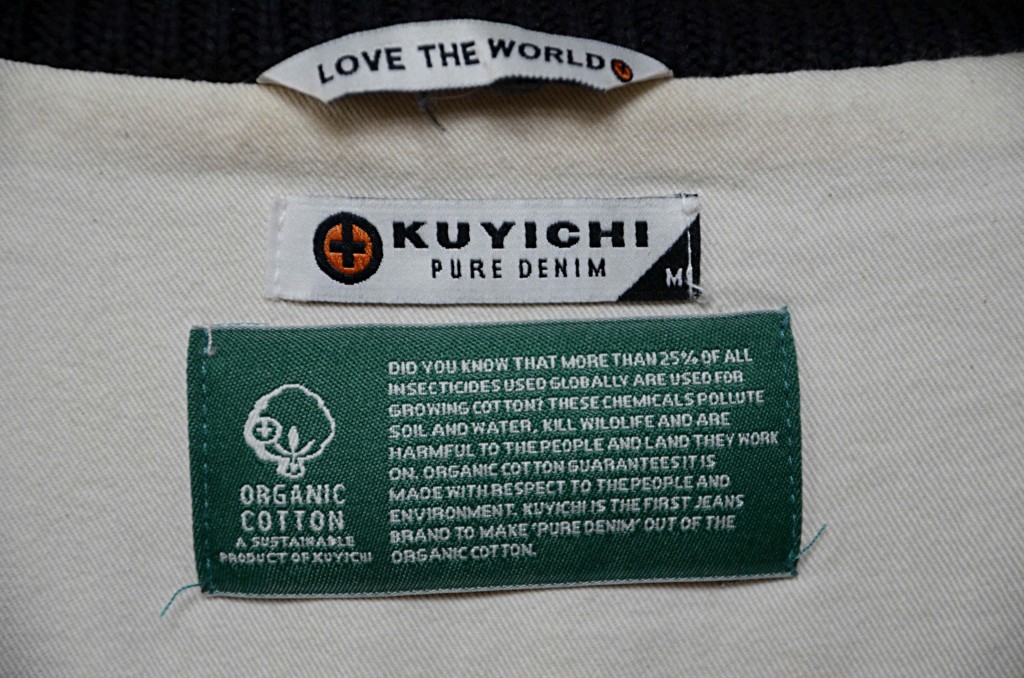 LOVE THE WORLD
KUYICHI
PURE DENIM
M
DID YOU KNOW THAT MORE THAN 25% OF ALL
INSECTICIDES USED GLOBALLY ARE USED FOR
GROWING COTTON? THESE CHEMICALS POLLUTE
SOIL AND WATER, KILL WILDLIFE AND ARE
HARMFUL TO THE PEOPLE AND LAND THEY WORK
ON. ORGANIC COTTON GUARANTEES IT IS
MADE WITH RESPECT TO THE PEOPLE AND
ENVIRONMENT. KUYICHI IS THE FIRST JEANS
BRAND TO MAKE 'PURE DENIM' OUT OF THE
ORGANIC COTTON.
ORGANIC
COTTON
A SUSTAINABLE
PRODUCT OF KUYICHI